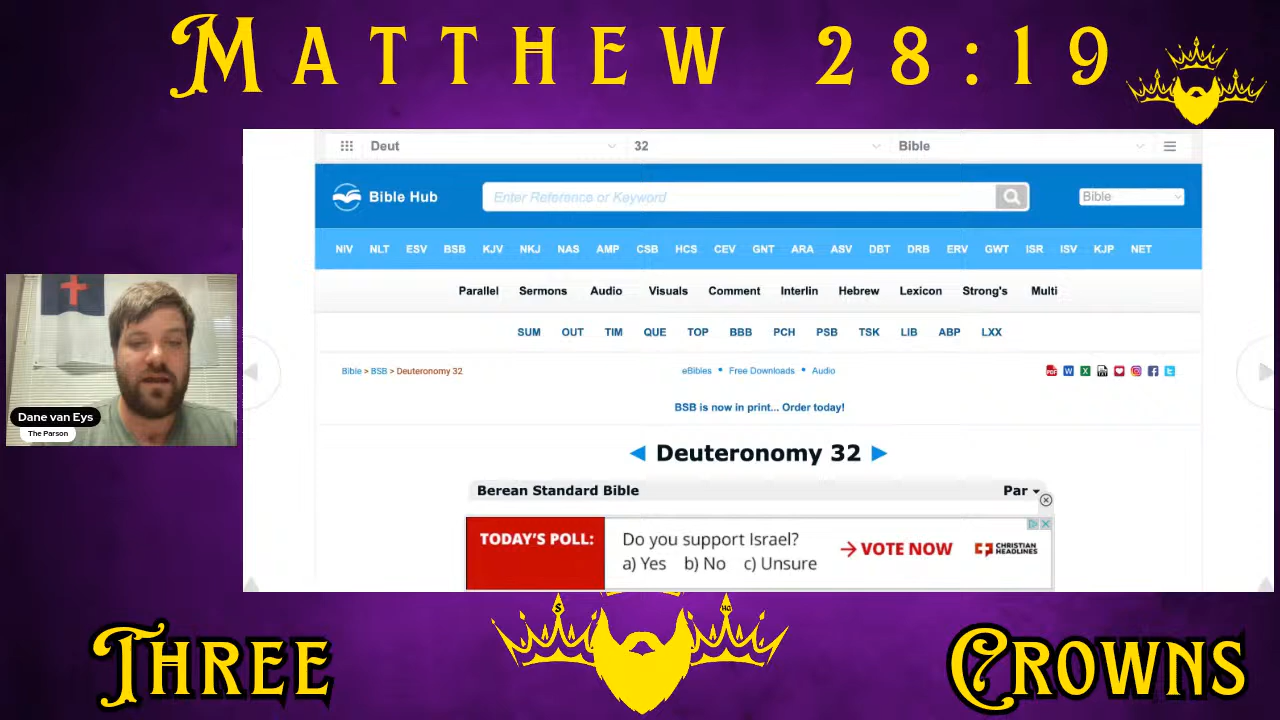 MATTHEW 28:19
Deut 32 Bible
Bible Hub Enter Reference or Keyword Bible
NIV NLT ESV BSB KJV NKJ NAS AMP CSB HCS CEV GNT ARA ASV DBT DRB ERV GWT ISR ISV KJP NET
Parallel Sermons Audio Visuals Comment Interlin Hebrew Lexicon Strong's Multi
SUM OUT TIM QUE TOP BBB PCH PSB TSK LIB ABP LXX
Bible > BSB > Deuteronomy 32 eBibles • Free Downloads • Audio
BSB is now in print... Order today!
Dane van Eys
The Parson
◄ Deuteronomy 32 ►
Berean Standard Bible Par
TODAY'S POLL: Do you support Israel?
a) Yes b) No c) Unsure
→ VOTE NOW CHRISTIAN
HEADLINES
S HG
THREE CROWNS